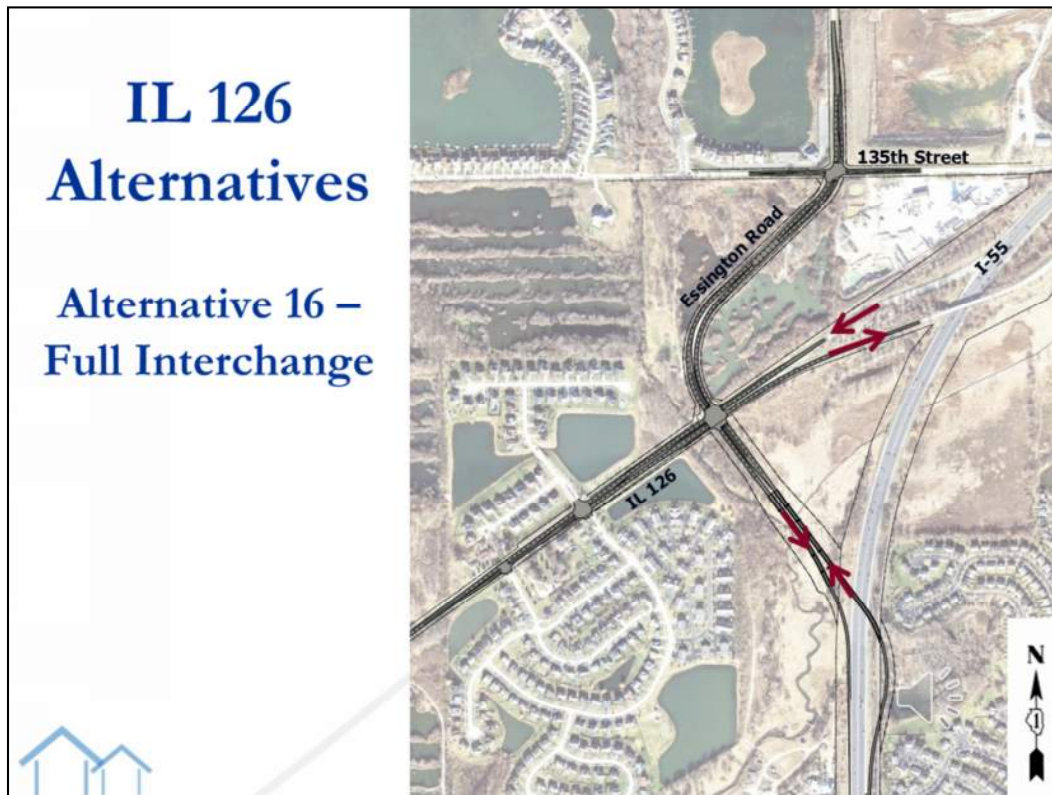 IL 126
Alternatives
Alternative 16 –
Full Interchange
135th Street
Essington Road
I-55
IL 126
N